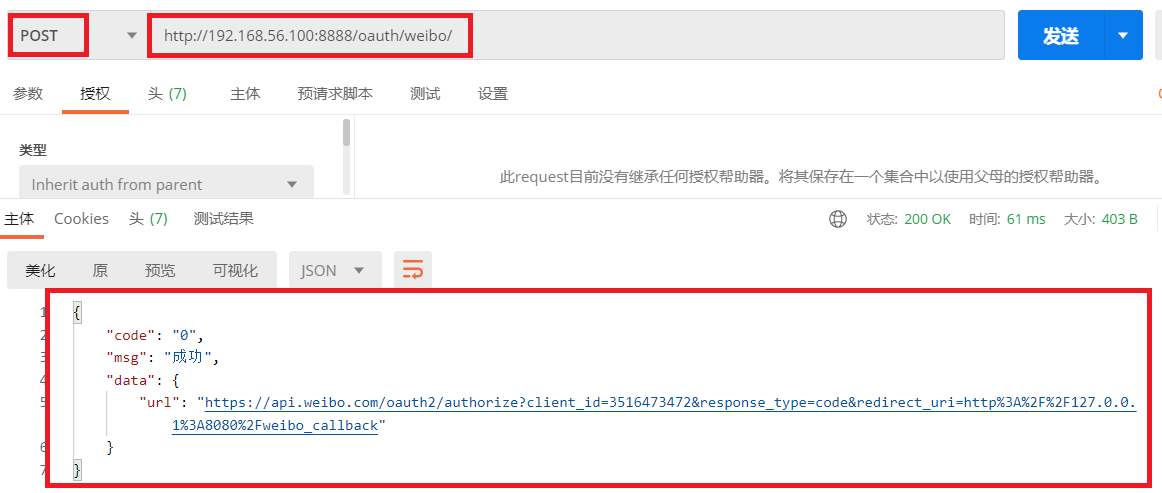 POST http://192.168.56.100:8888/oauth/weibo/ 发送
参数 授权 头 (7) 主体 预请求脚本 测试 设置
类型
Inherit auth from parent
此request目前没有继承任何授权帮助器。将其保存在一个集合中以使用父母的授权帮助器。
主体 Cookies 头 (7) 测试结果 状态: 200 OK 时间: 61 ms 大小: 403 B
美化 原 预览 可视化 JSON
1 {
2 "code": "0",
3 "msg": "成功",
4 "data": {
5 "url": "https://api.weibo.com/oauth2/authorize?client_id=3516473472&response_type=code&redirect_uri=http%3A%2F%2F127.0.0.
1%3A8080%2Fweibo_callback"
6 }
7 }